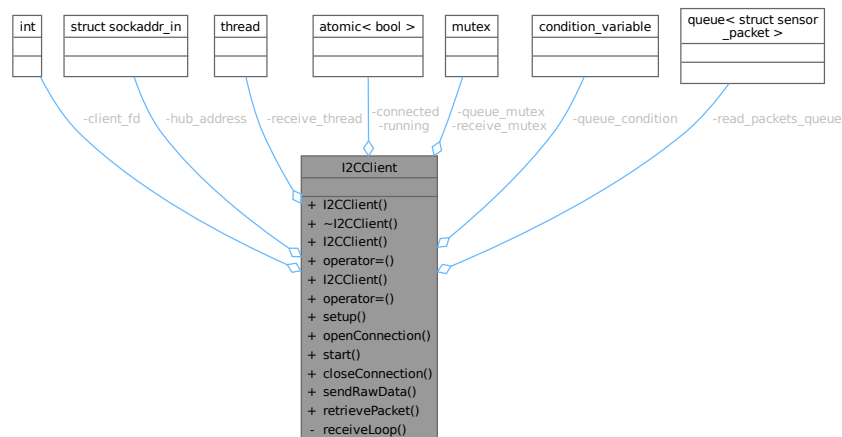 int
struct sockaddr_in
thread
atomic< bool >
mutex
condition_variable
queue< struct sensor
_packet >
-client_fd
-hub_address
-receive_thread
-connected
-running
-queue_mutex
-receive_mutex
-queue_condition
-read_packets_queue
I2CClient
+ I2CClient()
+ ~I2CClient()
+ I2CClient()
+ operator=()
+ I2CClient()
+ operator=()
+ setup()
+ openConnection()
+ start()
+ closeConnection()
+ sendRawData()
+ retrievePacket()
- receiveLoop()